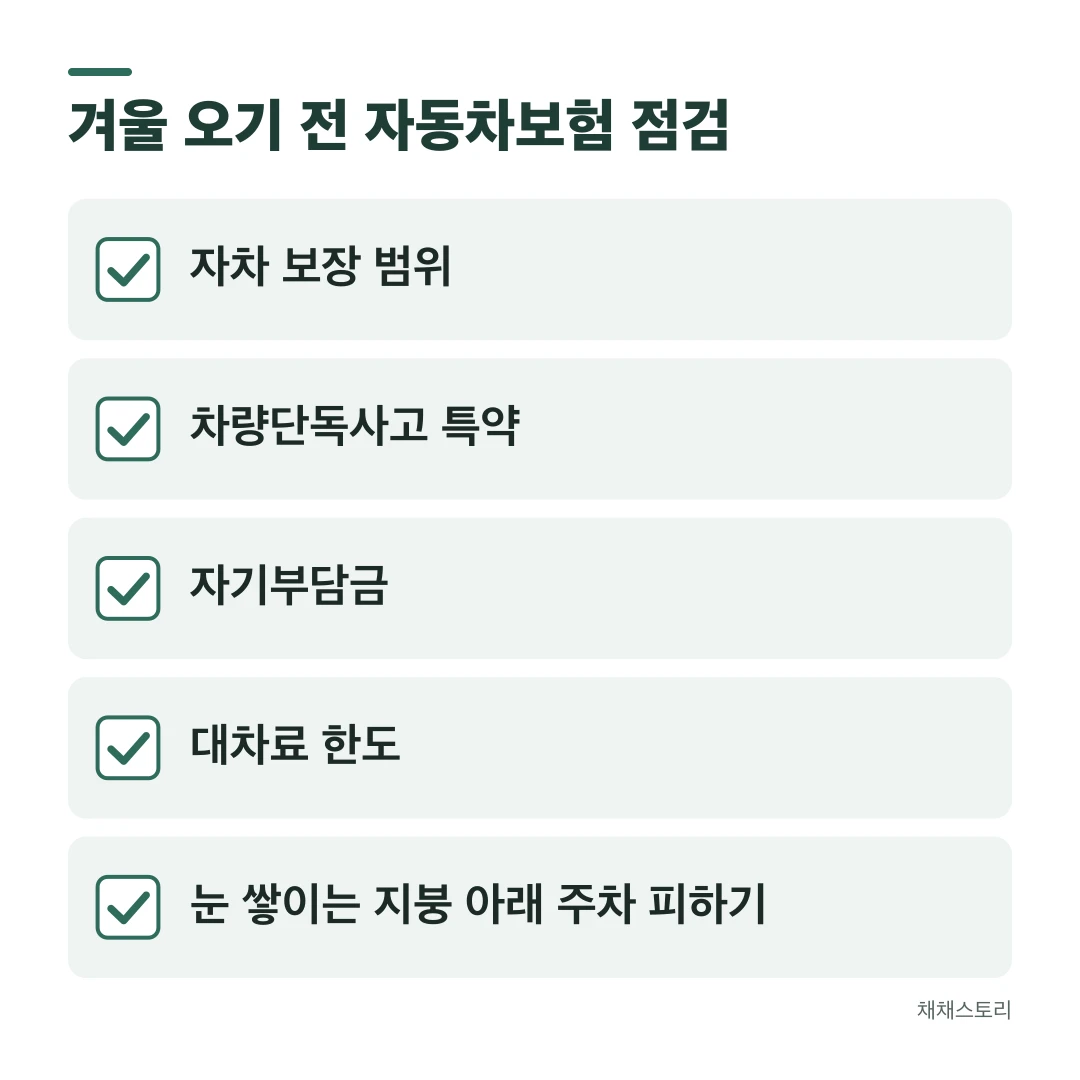 겨울 오기 전 자동차보험 점검
자차 보장 범위
차량단독사고 특약
자기부담금
대차료 한도
눈 쌓이는 지붕 아래 주차 피하기
채채스토리